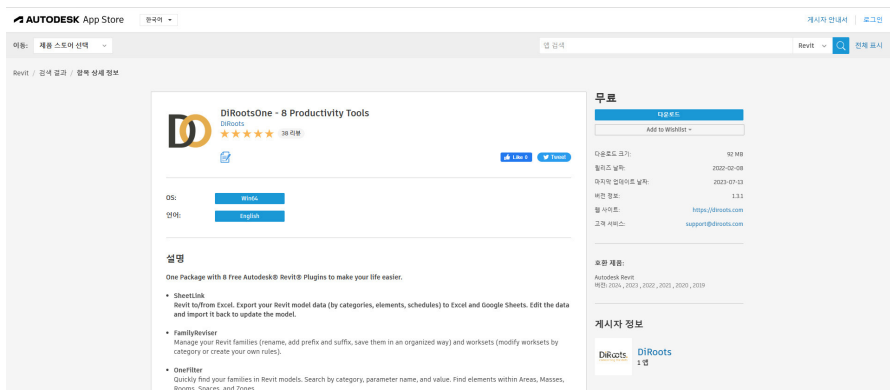 AUTODESK App Store
한국어
게시자 안내서
로그인
이동:
제품 스토어 선택
앱 검색
Revit
전체 표시
Revit / 검색 결과 / 항목 상세 정보
DiRootsOne - 8 Productivity Tools
DiRoots
38 리뷰
Like 0
Tweet
OS:
Win64
언어:
English
설명
One Package with 8 Free Autodesk® Revit® Plugins to make your life easier.
• SheetLink
Revit to/from Excel. Export your Revit model data (by categories, elements, schedules) to Excel and Google Sheets. Edit the data
and import it back to update the model.
• FamilyReviser
Manage your Revit families (rename, add prefix and suffix, save them in an organized way) and worksets (modify worksets by
category or create your own rules).
• OneFilter
Quickly find your families in Revit models. Search by category, parameter name, and value. Find elements within Areas, Masses,
Rooms, Spaces, and Zones.
무료
다운로드
Add to Wishlist
다운로드 크기:
92 MB
릴리즈 날짜:
2022-02-08
마지막 업데이트 날짜:
2023-07-13
버전 정보:
1.3.1
웹 사이트:
https://diroots.com
고객 서비스:
support@diroots.com
호환 제품:
Autodesk Revit
버전: 2024 , 2023 , 2022 , 2021 , 2020 , 2019
게시자 정보
DiRoots.
DiRoots
1 앱